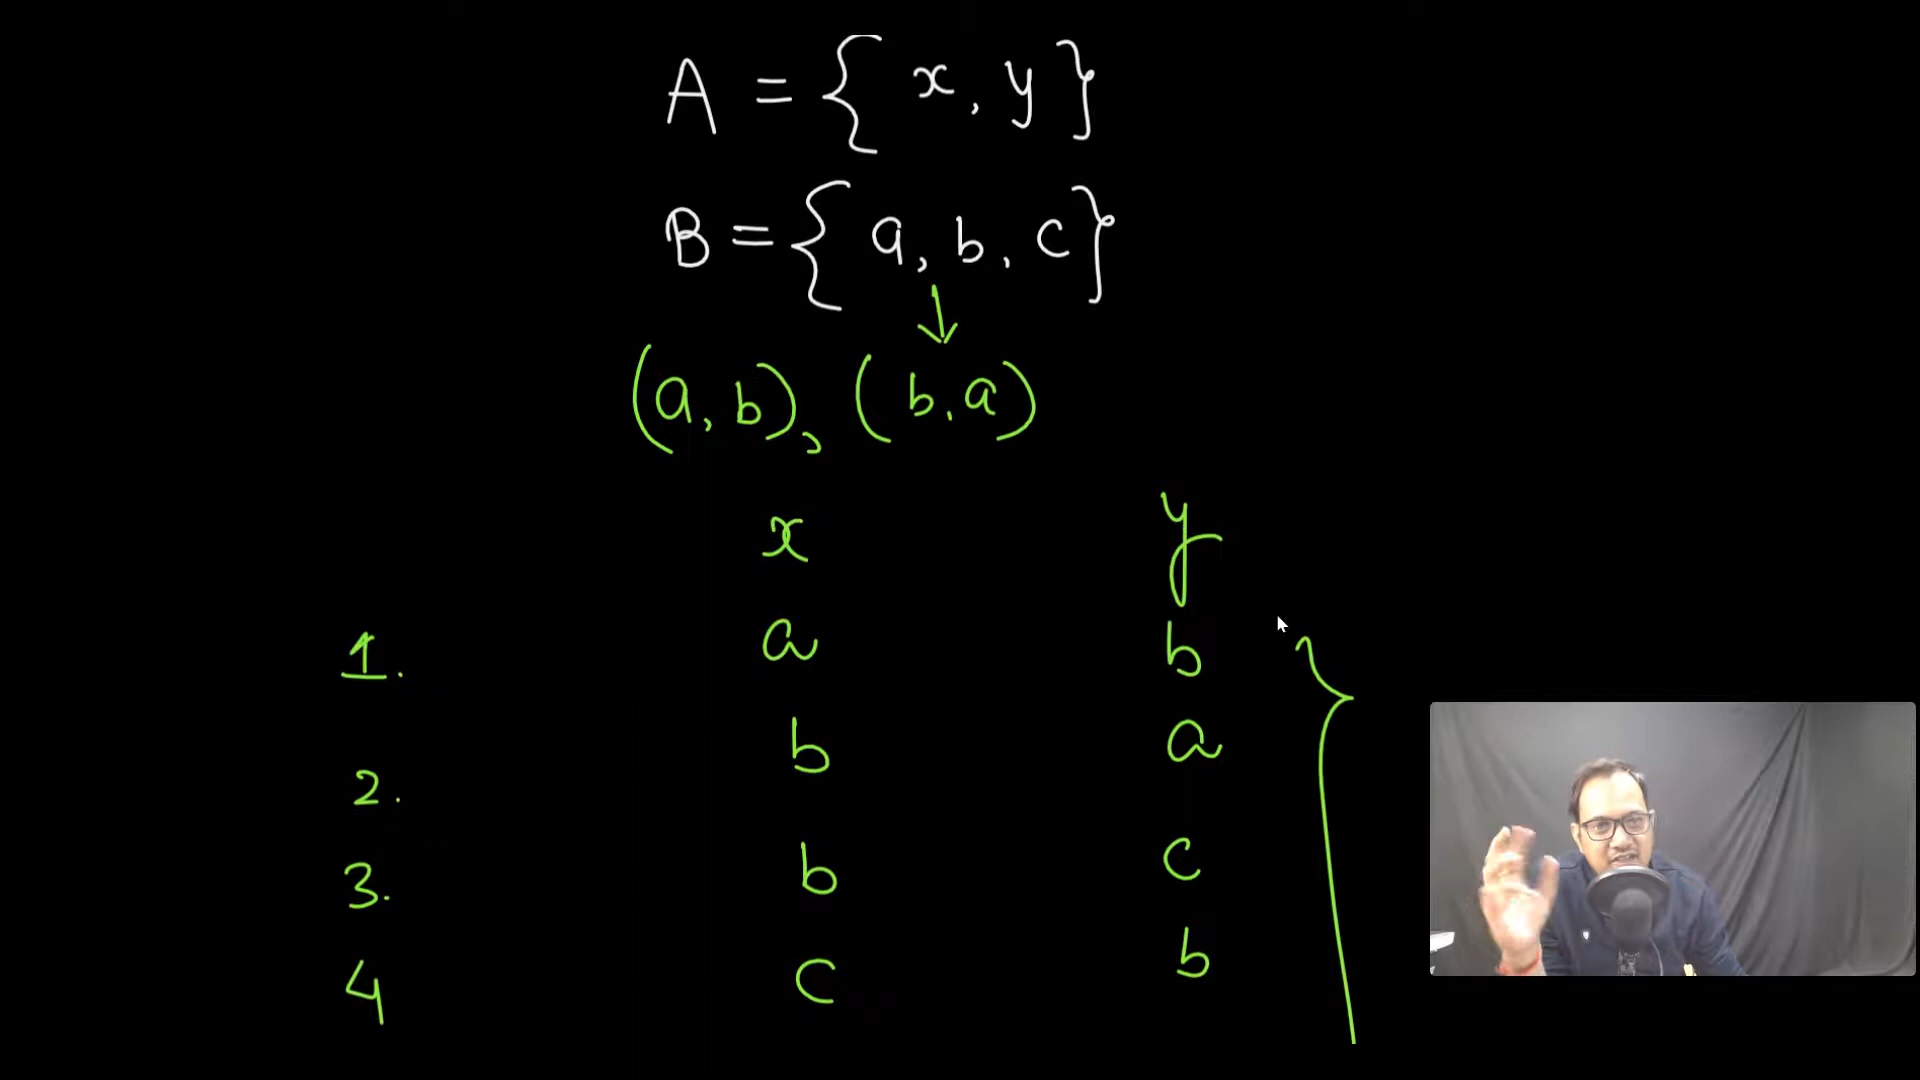 A = { x, y }
B = { a, b, c }
(a, b), (b, a)
x y
1. a b
2. b a
3. b c
4 c b